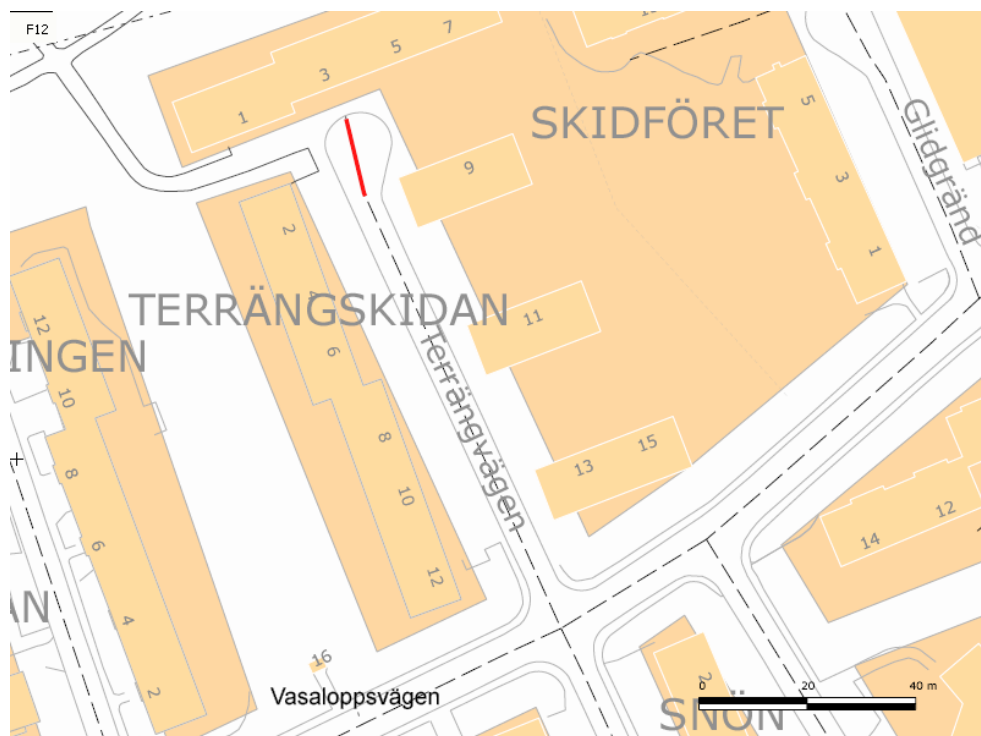 F12
1
3
5
7
SKIDFÖRET
5
3
1
Glidgränd
9
2
TERRÄNGSKIDAN
4
6
8
10
12
11
Terrängvägen
13
15
INGEN
12
10
8
6
4
2
AN
14
12
16
Vasaloppsvägen
2
SNÖN
0
20
40 m